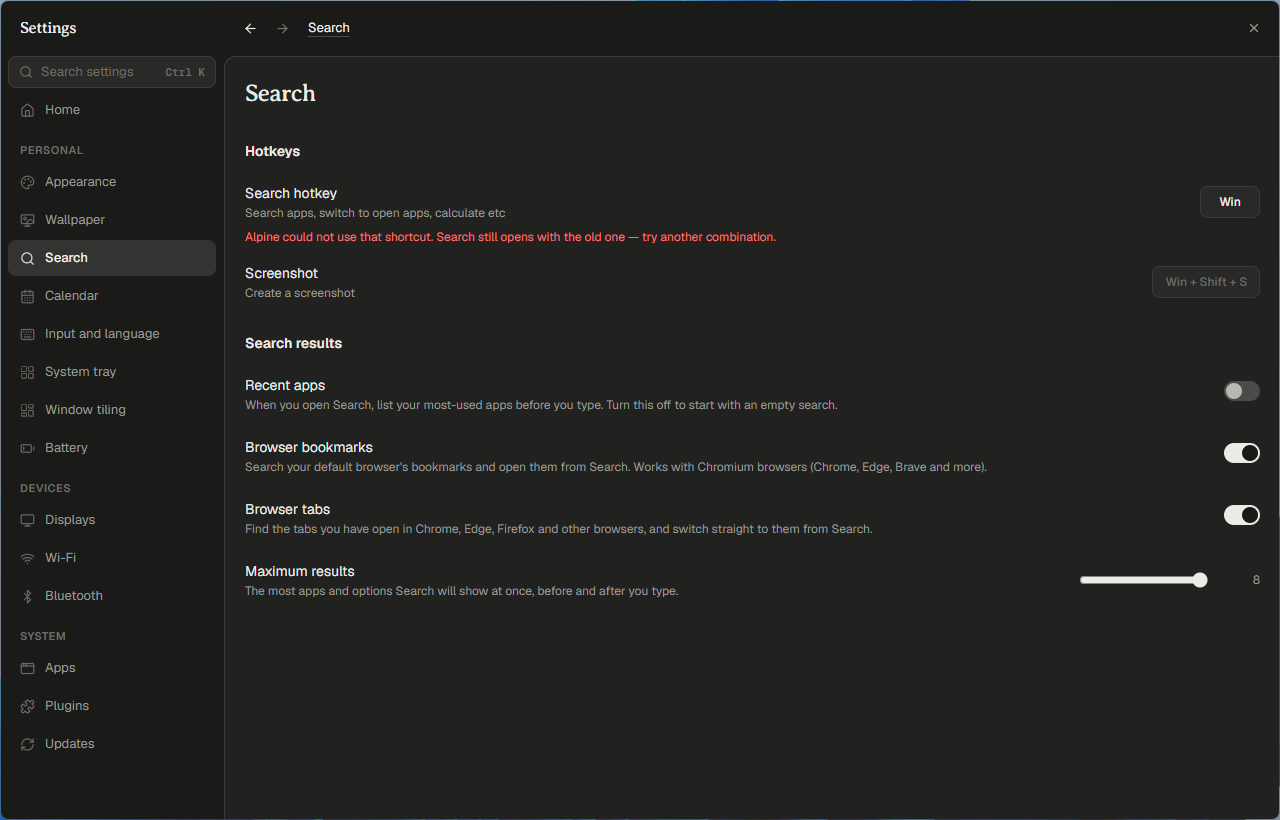 Settings
Search
Search settings
Ctrl K
Home
PERSONAL
Appearance
Wallpaper
Search
Calendar
Input and language
System tray
Window tiling
Battery
DEVICES
Displays
Wi-Fi
Bluetooth
SYSTEM
Apps
Plugins
Updates
Search
Hotkeys
Search hotkey
Search apps, switch to open apps, calculate etc
Win
Alpine could not use that shortcut. Search still opens with the old one — try another combination.
Screenshot
Create a screenshot
Win + Shift + S
Search results
Recent apps
When you open Search, list your most-used apps before you type. Turn this off to start with an empty search.
Browser bookmarks
Search your default browser's bookmarks and open them from Search. Works with Chromium browsers (Chrome, Edge, Brave and more).
Browser tabs
Find the tabs you have open in Chrome, Edge, Firefox and other browsers, and switch straight to them from Search.
Maximum results
The most apps and options Search will show at once, before and after you type.
8